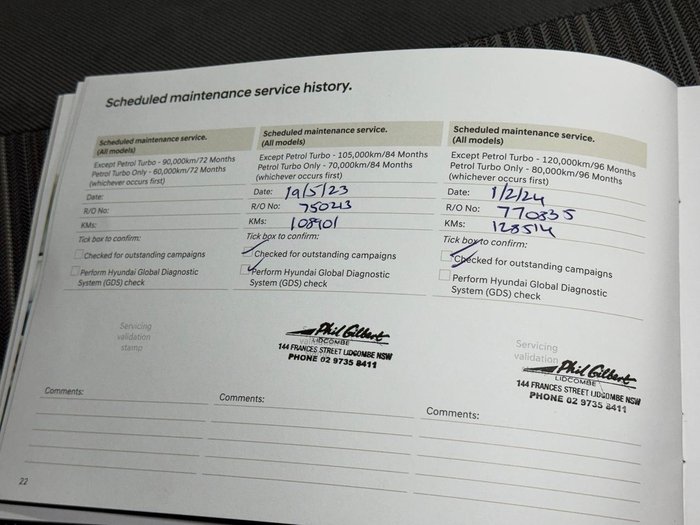 Scheduled maintenance service history.
Scheduled maintenance service.
(All models)
Except Petrol Turbo - 90,000km/72 Months
Petrol Turbo Only - 60,000km/72 Months
(whichever occurs first)
Date:
R/O No:
KMs:
Tick box to confirm:
Checked for outstanding campaigns
Perform Hyundai Global Diagnostic
System (GDS) check
Servicing
validation
stamp
Comments:
Scheduled maintenance service.
(All models)
Except Petrol Turbo - 105,000km/84 Months
Petrol Turbo Only - 70,000km/84 Months
(whichever occurs first)
Date: 19/5/23
R/O No: 750213
KMs: 108901
Tick box to confirm:
Checked for outstanding campaigns
Perform Hyundai Global Diagnostic
System (GDS) check
Phil Gilbert
LIDCOMBE
144 FRANCES STREET LIDCOMBE NSW
PHONE 02 9735 8411
Comments:
Scheduled maintenance service.
(All models)
Except Petrol Turbo - 120,000km/96 Months
Petrol Turbo Only - 80,000km/96 Months
(whichever occurs first)
Date: 1/2/24
R/O No: 770835
KMs: 128514
Tick box to confirm:
Checked for outstanding campaigns
Perform Hyundai Global Diagnostic
System (GDS) check
Servicing
validation
Phil Gilbert
LIDCOMBE
144 FRANCES STREET LIDCOMBE NSW
PHONE 02 9735 8411
Comments:
22